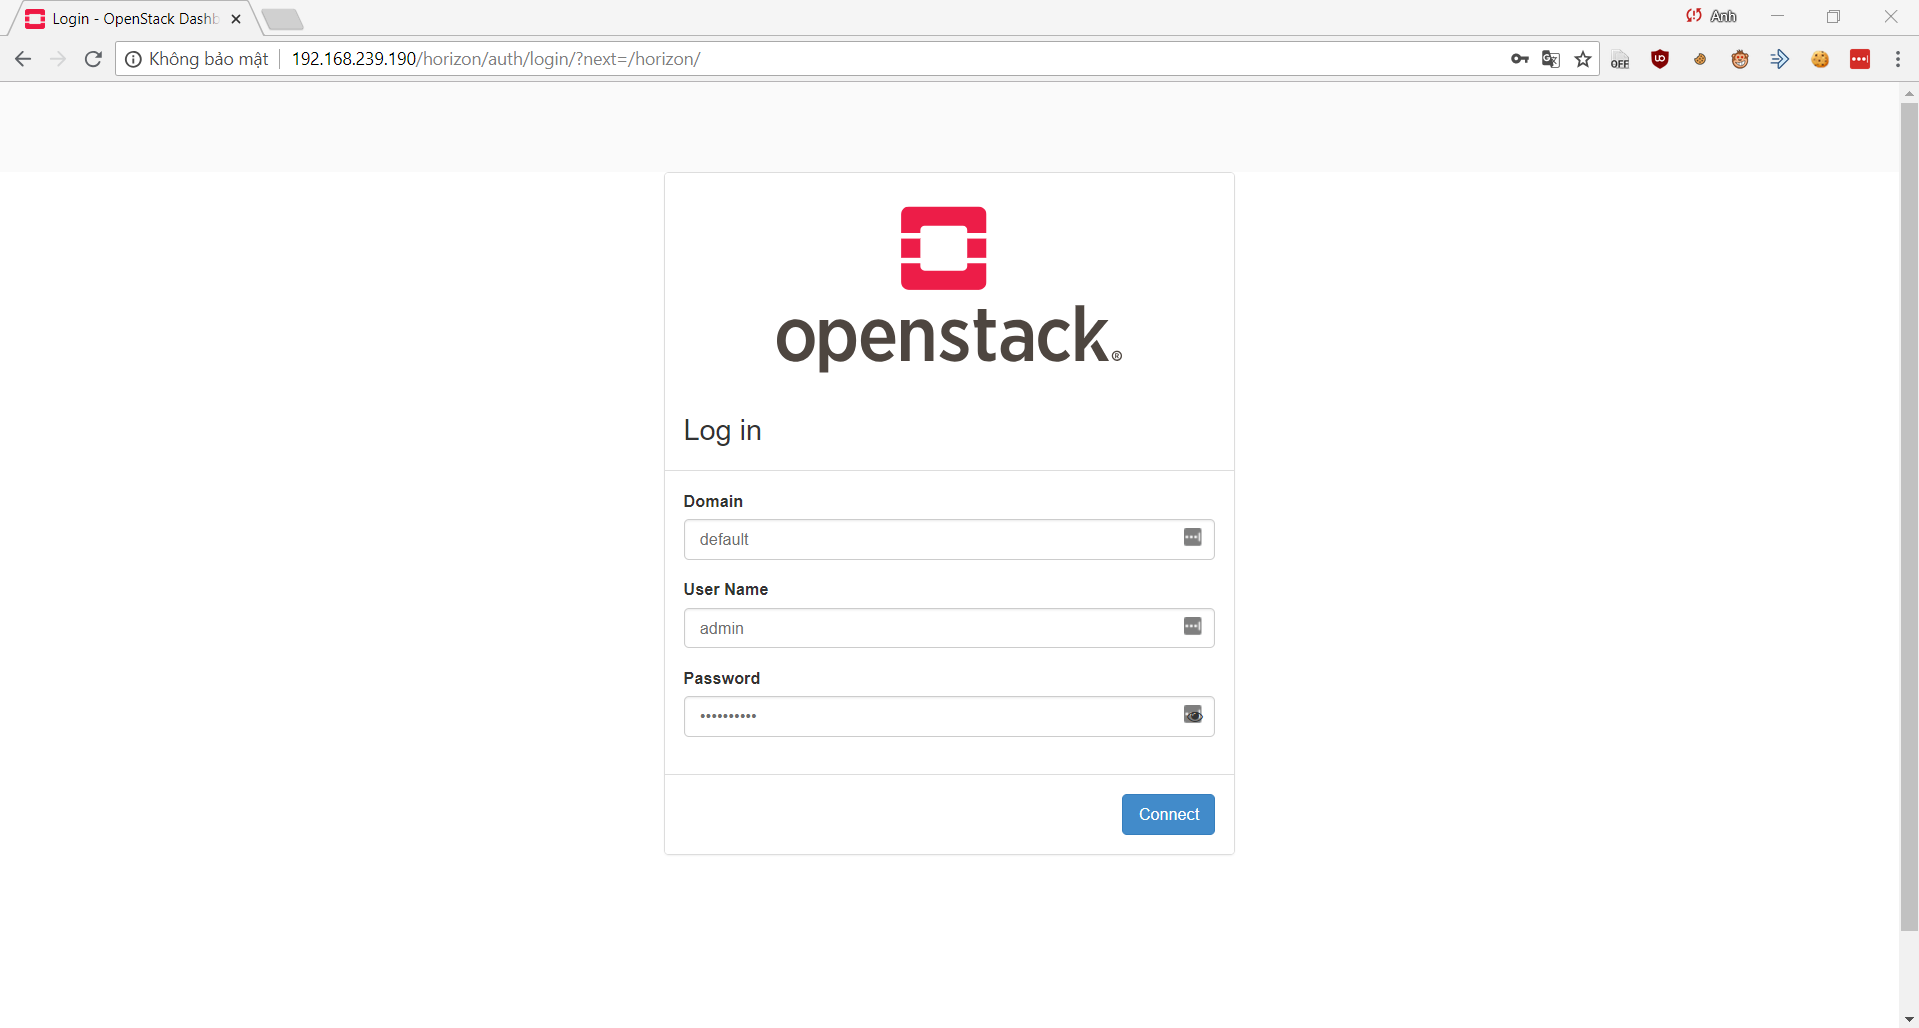 Login - OpenStack Dashb
Anh
Không bảo mật
192.168.239.190/horizon/auth/login/?next=/horizon/
OFF
openstack.®
Log in
Domain
default
User Name
admin
Password
••••••••••
Connect